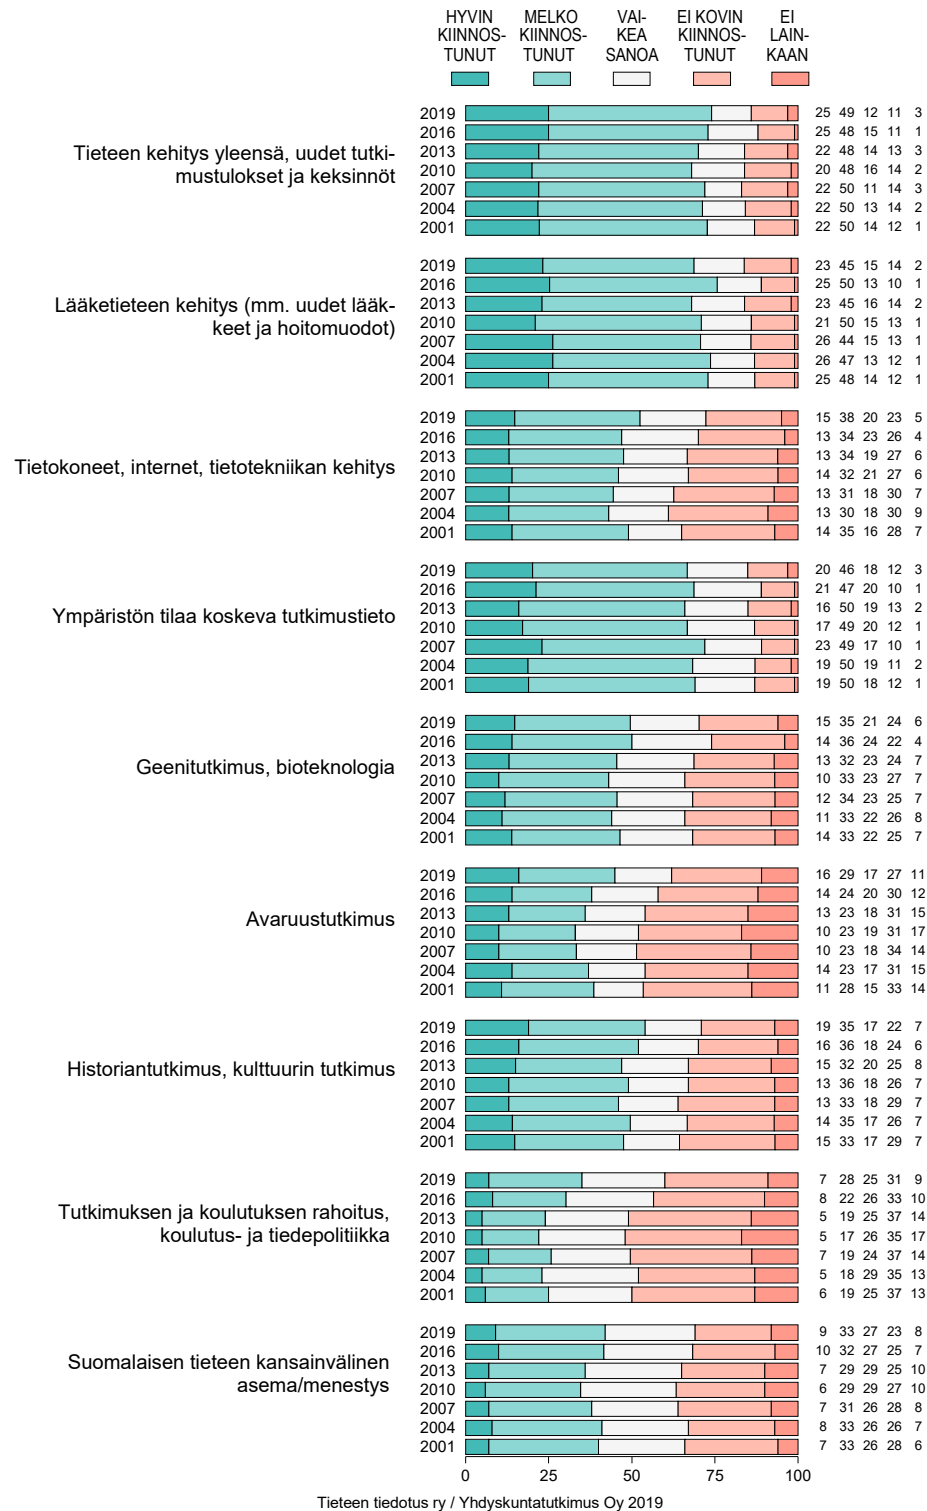 HYVIN KIINNOS- TUNUT
MELKO KIINNOS- TUNUT
VAI- KEA SANOA
EI KOVIN KIINNOS- TUNUT
EI LAIN- KAAN
Tieteen kehitys yleensä, uudet tutki-
mustulokset ja keksinnöt
2019 25 49 12 11 3
2016 25 48 15 11 1
2013 22 48 14 13 3
2010 20 48 16 14 2
2007 22 50 11 14 3
2004 22 50 13 14 2
2001 22 50 14 12 1
Lääketieteen kehitys (mm. uudet lääk-
keet ja hoitomuodot)
2019 23 45 15 14 2
2016 25 50 13 10 1
2013 23 45 16 14 2
2010 21 50 15 13 1
2007 26 44 15 13 1
2004 26 47 13 12 1
2001 25 48 14 12 1
Tietokoneet, internet, tietotekniikan kehitys
2019 15 38 20 23 5
2016 13 34 23 26 4
2013 13 34 19 27 6
2010 14 32 21 27 6
2007 13 31 18 30 7
2004 13 30 18 30 9
2001 14 35 16 28 7
Ympäristön tilaa koskeva tutkimustieto
2019 20 46 18 12 3
2016 21 47 20 10 1
2013 16 50 19 13 2
2010 17 49 20 12 1
2007 23 49 17 10 1
2004 19 50 19 11 2
2001 19 50 18 12 1
Geenitutkimus, bioteknologia
2019 15 35 21 24 6
2016 14 36 24 22 4
2013 13 32 23 24 7
2010 10 33 23 27 7
2007 12 34 23 25 7
2004 11 33 22 26 8
2001 14 33 22 25 7
Avaruustutkimus
2019 16 29 17 27 11
2016 14 24 20 30 12
2013 13 23 18 31 15
2010 10 23 19 31 17
2007 10 23 18 34 14
2004 14 23 17 31 15
2001 11 28 15 33 14
Historiantutkimus, kulttuurin tutkimus
2019 19 35 17 22 7
2016 16 36 18 24 6
2013 15 32 20 25 8
2010 13 36 18 26 7
2007 13 33 18 29 7
2004 14 35 17 26 7
2001 15 33 17 29 7
Tutkimuksen ja koulutuksen rahoitus,
koulutus- ja tiedepolitiikka
2019 7 28 25 31 9
2016 8 22 26 33 10
2013 5 19 25 37 14
2010 5 17 26 35 17
2007 7 19 24 37 14
2004 5 18 29 35 13
2001 6 19 25 37 13
Suomalaisen tieteen kansainvälinen
asema/menestys
2019 9 33 27 23 8
2016 10 32 27 25 7
2013 7 29 29 25 10
2010 6 29 29 27 10
2007 7 31 26 28 8
2004 8 33 26 26 7
2001 7 33 26 28 6
0 25 50 75 100
Tieteen tiedotus ry / Yhdyskuntatutkimus Oy 2019